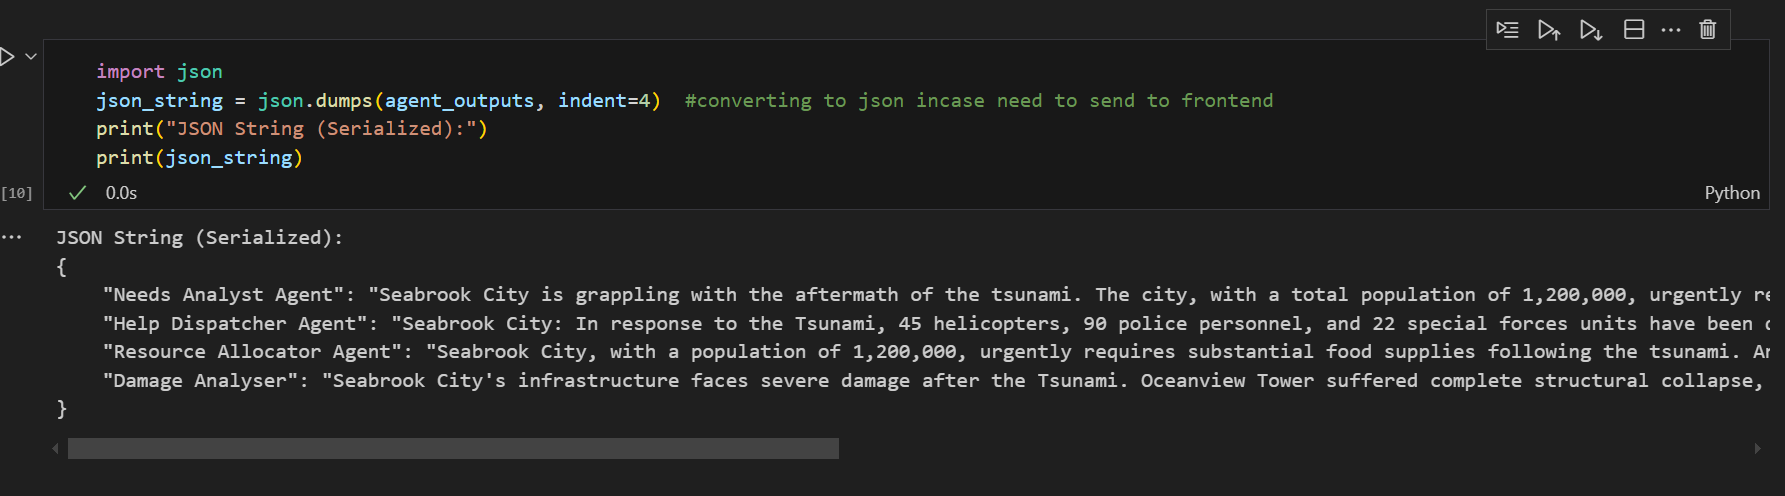 import json
json_string = json.dumps(agent_outputs, indent=4)  #converting to json incase need to send to frontend
print("JSON String (Serialized):")
print(json_string)
[10]
0.0s
Python
JSON String (Serialized):
{
    "Needs Analyst Agent": "Seabrook City is grappling with the aftermath of the tsunami. The city, with a total population of 1,200,000, urgently
    "Help Dispatcher Agent": "Seabrook City: In response to the Tsunami, 45 helicopters, 90 police personnel, and 22 special forces units have been
    "Resource Allocator Agent": "Seabrook City, with a population of 1,200,000, urgently requires substantial food supplies following the tsunami.
    "Damage Analyser": "Seabrook City's infrastructure faces severe damage after the Tsunami. Oceanview Tower suffered complete structural collapse,
}